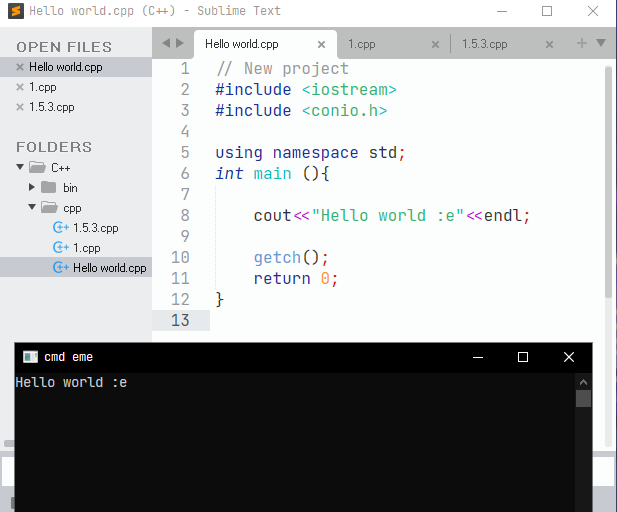 Hello world.cpp (C++) - Sublime Text
OPEN FILES
Hello world.cpp
1.cpp
1.5.3.cpp
FOLDERS
C++
bin
cpp
1.5.3.cpp
1.cpp
Hello world.cpp
Hello world.cpp 1.cpp 1.5.3.cpp
1 // New project
2 #include <iostream>
3 #include <conio.h>
4
5 using namespace std;
6 int main (){
7
8     cout<<"Hello world :e"<<endl;
9
10     getch();
11     return 0;
12 }
13
cmd eme
Hello world :e